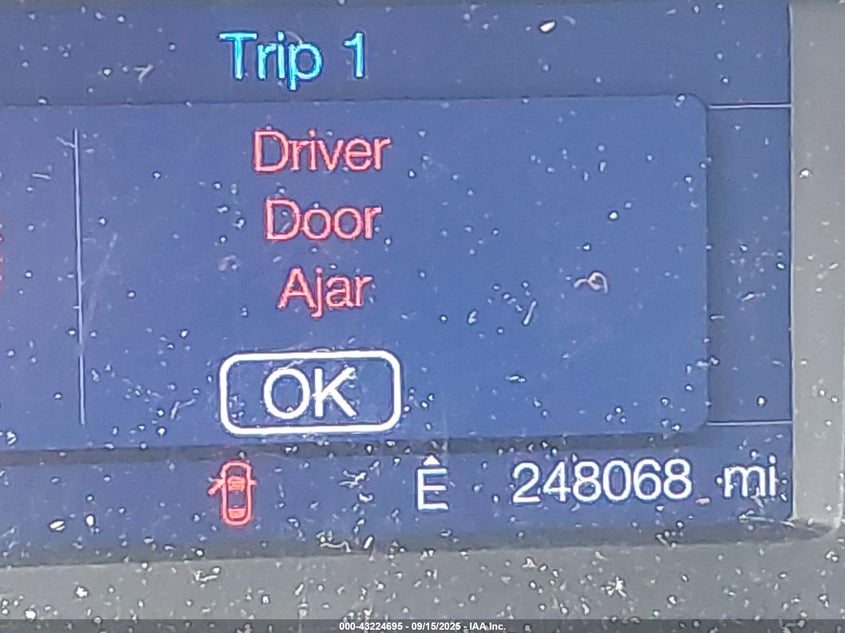 Trip 1
Driver
Door
Ajar
OK
Ê 248068 mi
000-43224695 - 09/15/2025 - IAA Inc.